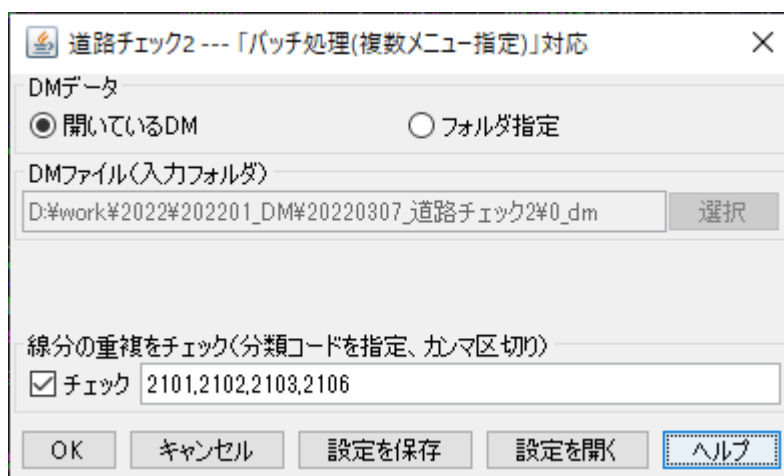 道路チェック2 --- 「バッチ処理(複数メニュー指定)」対応
DMデータ
開いているDM フォルダ指定
DMファイル(入力フォルダ)
D:¥work¥2022¥202201_DM¥20220307_道路チェック2¥0_dm 選択
線分の重複をチェック(分類コードを指定、カンマ区切り)
チェック 2101,2102,2103,2106
OK キャンセル 設定を保存 設定を開く ヘルプ